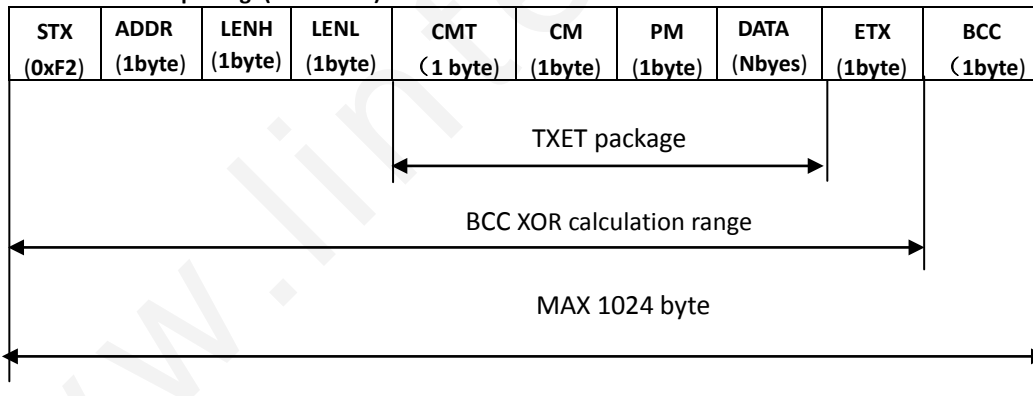 STX ADDR LENH LENL CMT CM PM DATA ETX BCC
(0xF2) (1byte) (1byte) (1byte) （1 byte) (1byte) (1byte) (Nbyes) (1byte) （1byte)
TXET package
BCC XOR calculation range
MAX 1024 byte